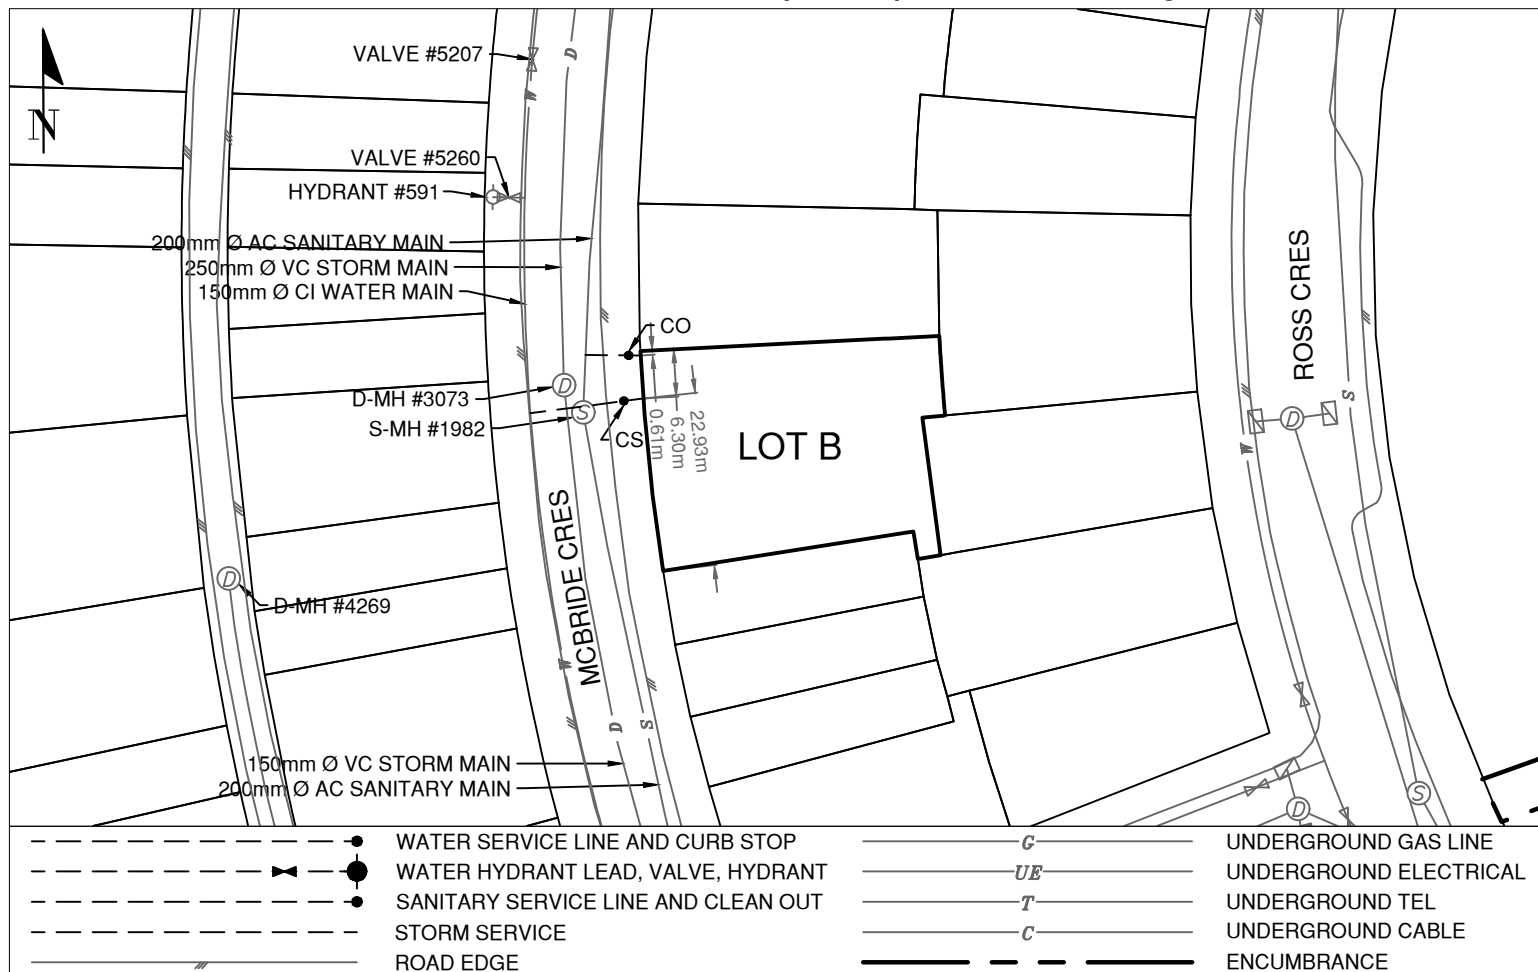 VALVE #5207
D
W
N
VALVE #5260
HYDRANT #591
200mm Ø AC SANITARY MAIN
250mm Ø VC STORM MAIN
150mm Ø CI WATER MAIN
ROSS CRES
CO
D
D-MH #3073
S
S-MH #1982
CS
0.61m
6.30m
22.93m
LOT B
S
D
W
MCBRIDE CRES
D
D-MH #4269
W
D
S
150mm Ø VC STORM MAIN
200mm Ø AC SANITARY MAIN
S
D
WATER SERVICE LINE AND CURB STOP
WATER HYDRANT LEAD, VALVE, HYDRANT
SANITARY SERVICE LINE AND CLEAN OUT
STORM SERVICE
ROAD EDGE
G
UNDERGROUND GAS LINE
UE
UNDERGROUND ELECTRICAL
T
UNDERGROUND TEL
C
UNDERGROUND CABLE
ENCUMBRANCE